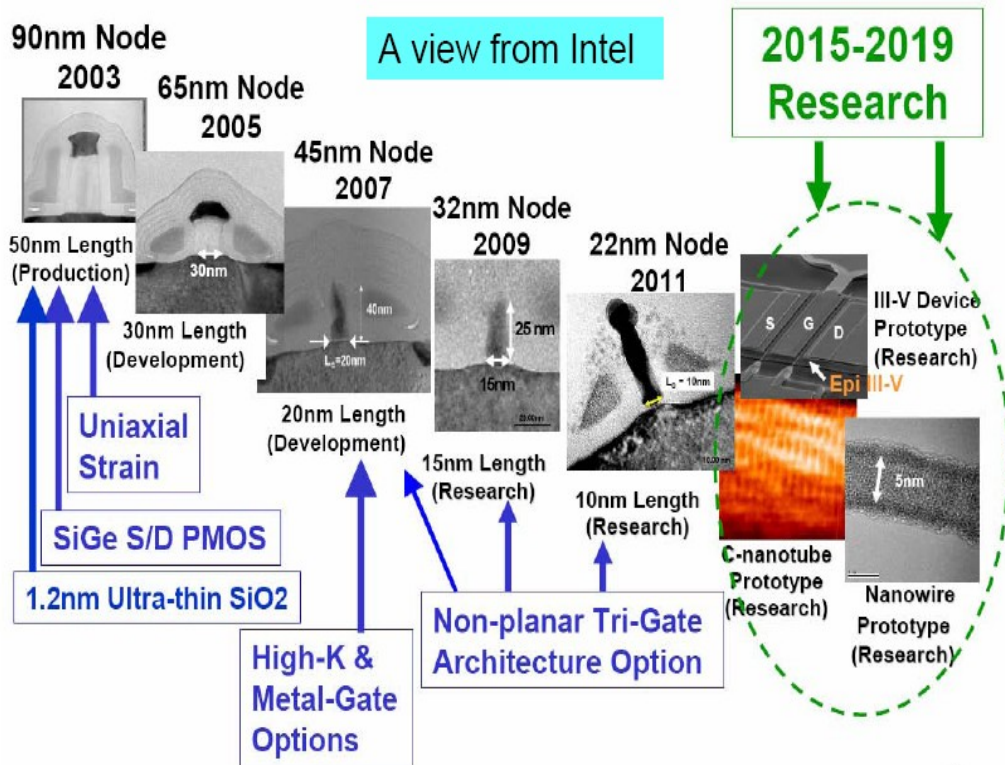 A view from Intel
90nm Node
2003
50nm Length
(Production)
65nm Node
2005
30nm
30nm Length
(Development)
45nm Node
2007
40nm
LG=20nm
20nm Length
(Development)
32nm Node
2009
25 nm
15nm
15nm Length
(Research)
22nm Node
2011
LG = 10nm
10nm Length
(Research)
2015-2019
Research
S
G
D
III-V Device
Prototype
(Research)
Epi III-V
C-nanotube
Prototype
(Research)
5nm
Nanowire
Prototype
(Research)
Uniaxial
Strain
SiGe S/D PMOS
1.2nm Ultra-thin SiO2
High-K &
Metal-Gate
Options
Non-planar Tri-Gate
Architecture Option